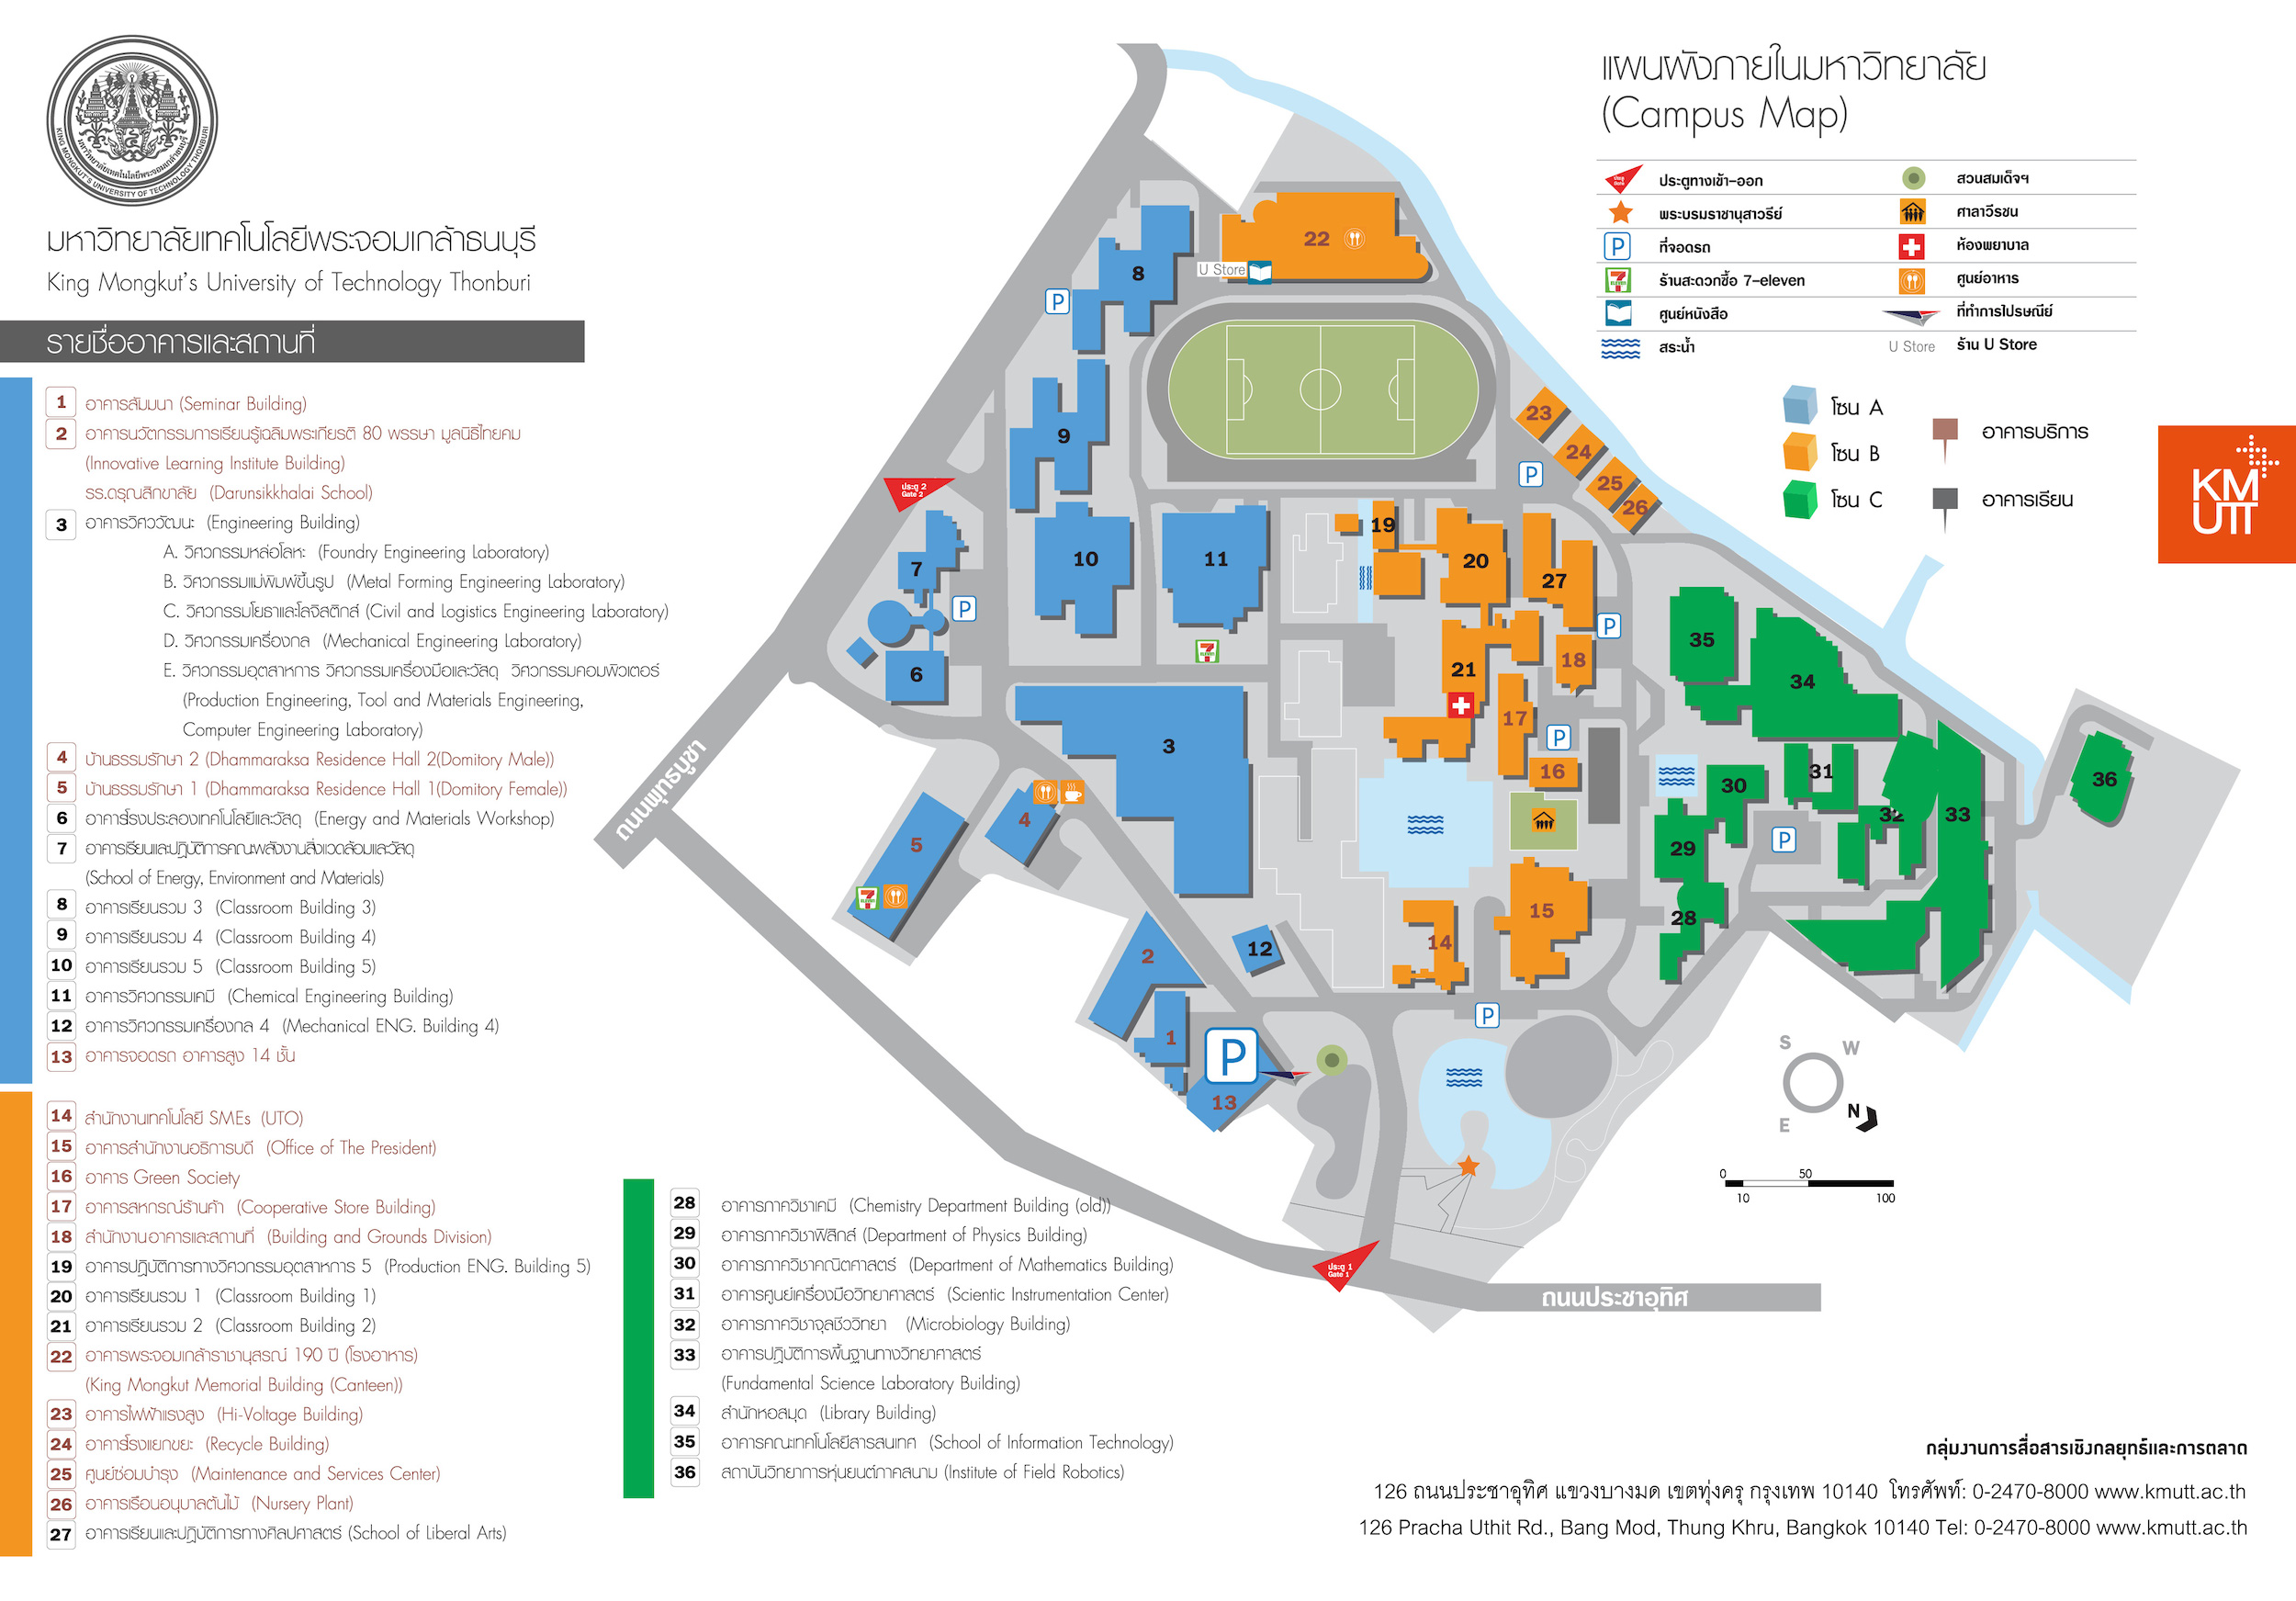 มหาวิทยาลัยเทคโนโลยีพระจอมเกล้าธนบุรี
KING MONGKUT'S UNIVERSITY OF TECHNOLOGY THONBURI
มหาวิทยาลัยเทคโนโลยีพระจอมเกล้าธนบุรี
King Mongkut's University of Technology Thonburi
รายชื่ออาคารและสถานที่
1 อาคารสัมมนา (Seminar Building)
2 อาคารนวัตกรรมการเรียนรู้เฉลิมพระเกียรติ 80 พรรษา มูลนิธิไทยคม
(Innovative Learning Institute Building)
รร.ดรุณสิกขาลัย (Darunsikkhalai School)
3 อาคารวิศววัฒนะ (Engineering Building)
A. วิศวกรรมหล่อโลหะ (Foundry Engineering Laboratory)
B. วิศวกรรมแม่พิมพ์ขึ้นรูป (Metal Forming Engineering Laboratory)
C. วิศวกรรมโยธาและโลจิสติกส์ (Civil and Logistics Engineering Laboratory)
D. วิศวกรรมเครื่องกล (Mechanical Engineering Laboratory)
E. วิศวกรรมอุตสาหการ วิศวกรรมเครื่องมือและวัสดุ วิศวกรรมคอมพิวเตอร์
(Production Engineering, Tool and Materials Engineering,
Computer Engineering Laboratory)
4 บ้านธรรมรักษา 2 (Dhammaraksa Residence Hall 2(Domitory Male))
5 บ้านธรรมรักษา 1 (Dhammaraksa Residence Hall 1(Domitory Female))
6 อาคารโรงประลองเทคโนโลยีและวัสดุ (Energy and Materials Workshop)
7 อาคารเรียนและปฏิบัติการคณะพลังงานสิ่งแวดล้อมและวัสดุ
(School of Energy, Environment and Materials)
8 อาคารเรียนรวม 3 (Classroom Building 3)
9 อาคารเรียนรวม 4 (Classroom Building 4)
10 อาคารเรียนรวม 5 (Classroom Building 5)
11 อาคารวิศวกรรมเคมี (Chemical Engineering Building)
12 อาคารวิศวกรรมเครื่องกล 4 (Mechanical ENG. Building 4)
13 อาคารจอดรถ อาคารสูง 14 ชั้น
14 สำนักงานเทคโนโลยี SMEs (UTO)
15 อาคารสำนักงานอธิการบดี (Office of The President)
16 อาคาร Green Society
17 อาคารสหกรณ์ร้านค้า (Cooperative Store Building)
18 สำนักงานอาคารและสถานที่ (Building and Grounds Division)
19 อาคารปฏิบัติการทางวิศวกรรมอุตสาหการ 5 (Production ENG. Building 5)
20 อาคารเรียนรวม 1 (Classroom Building 1)
21 อาคารเรียนรวม 2 (Classroom Building 2)
22 อาคารพระจอมเกล้าราชานุสรณ์ 190 ปี (โรงอาหาร)
(King Mongkut Memorial Building (Canteen))
23 อาคารไฟฟ้าแรงสูง (Hi-Voltage Building)
24 อาคารโรงแยกขยะ (Recycle Building)
25 ศูนย์ซ่อมบำรุง (Maintenance and Services Center)
26 อาคารเรือนอนุบาลต้นไม้ (Nursery Plant)
27 อาคารเรียนและปฏิบัติการทางศิลปศาสตร์ (School of Liberal Arts)
28 อาคารภาควิชาเคมี (Chemistry Department Building (old))
29 อาคารภาควิชาฟิสิกส์ (Department of Physics Building)
30 อาคารภาควิชาคณิตศาสตร์ (Department of Mathematics Building)
31 อาคารศูนย์เครื่องมือวิทยาศาสตร์ (Scientic Instrumentation Center)
32 อาคารภาควิชาจุลชีววิทยา (Microbiology Building)
33 อาคารปฏิบัติการพื้นฐานทางวิทยาศาสตร์
(Fundamental Science Laboratory Building)
34 สำนักหอสมุด (Library Building)
35 อาคารคณะเทคโนโลยีสารสนเทศ (School of Information Technology)
36 สถาบันวิทยาการหุ่นยนต์ภาคสนาม (Institute of Field Robotics)
แผนผังภายในมหาวิทยาลัย
(Campus Map)
ประตูทางเข้า-ออก
สวนสมเด็จฯ
พระบรมราชานุสาวรีย์
ศาลาวีรชน
P ที่จอดรถ
ห้องพยาบาล
7 ELEVEN ร้านสะดวกซื้อ 7-eleven
ศูนย์อาหาร
ศูนย์หนังสือ
ที่ทำการไปรษณีย์
สระน้ำ
U Store ร้าน U Store
โซน A
โซน B
โซน C
อาคารบริการ
อาคารเรียน
KMUTT
22
U Store
8
P
9
23
24
25
26
P
ประตู 2
Gate 2
19
10
11
20
27
7
P
P
35
18
21
6
34
17
3
P
16
31
30
36
ถนนพุทธบูชา
4
5
32
33
29
P
15
28
14
12
2
P
1
P
13
ประตู 1
Gate 1
ถนนประชาอุทิศ
S W
N
E
0 50
10 100
กลุ่มงานการสื่อสารเชิงกลยุทธ์และการตลาด
126 ถนนประชาอุทิศ แขวงบางมด เขตทุ่งครุ กรุงเทพ 10140 โทรศัพท์: 0-2470-8000 www.kmutt.ac.th
126 Pracha Uthit Rd., Bang Mod, Thung Khru, Bangkok 10140 Tel: 0-2470-8000 www.kmutt.ac.th